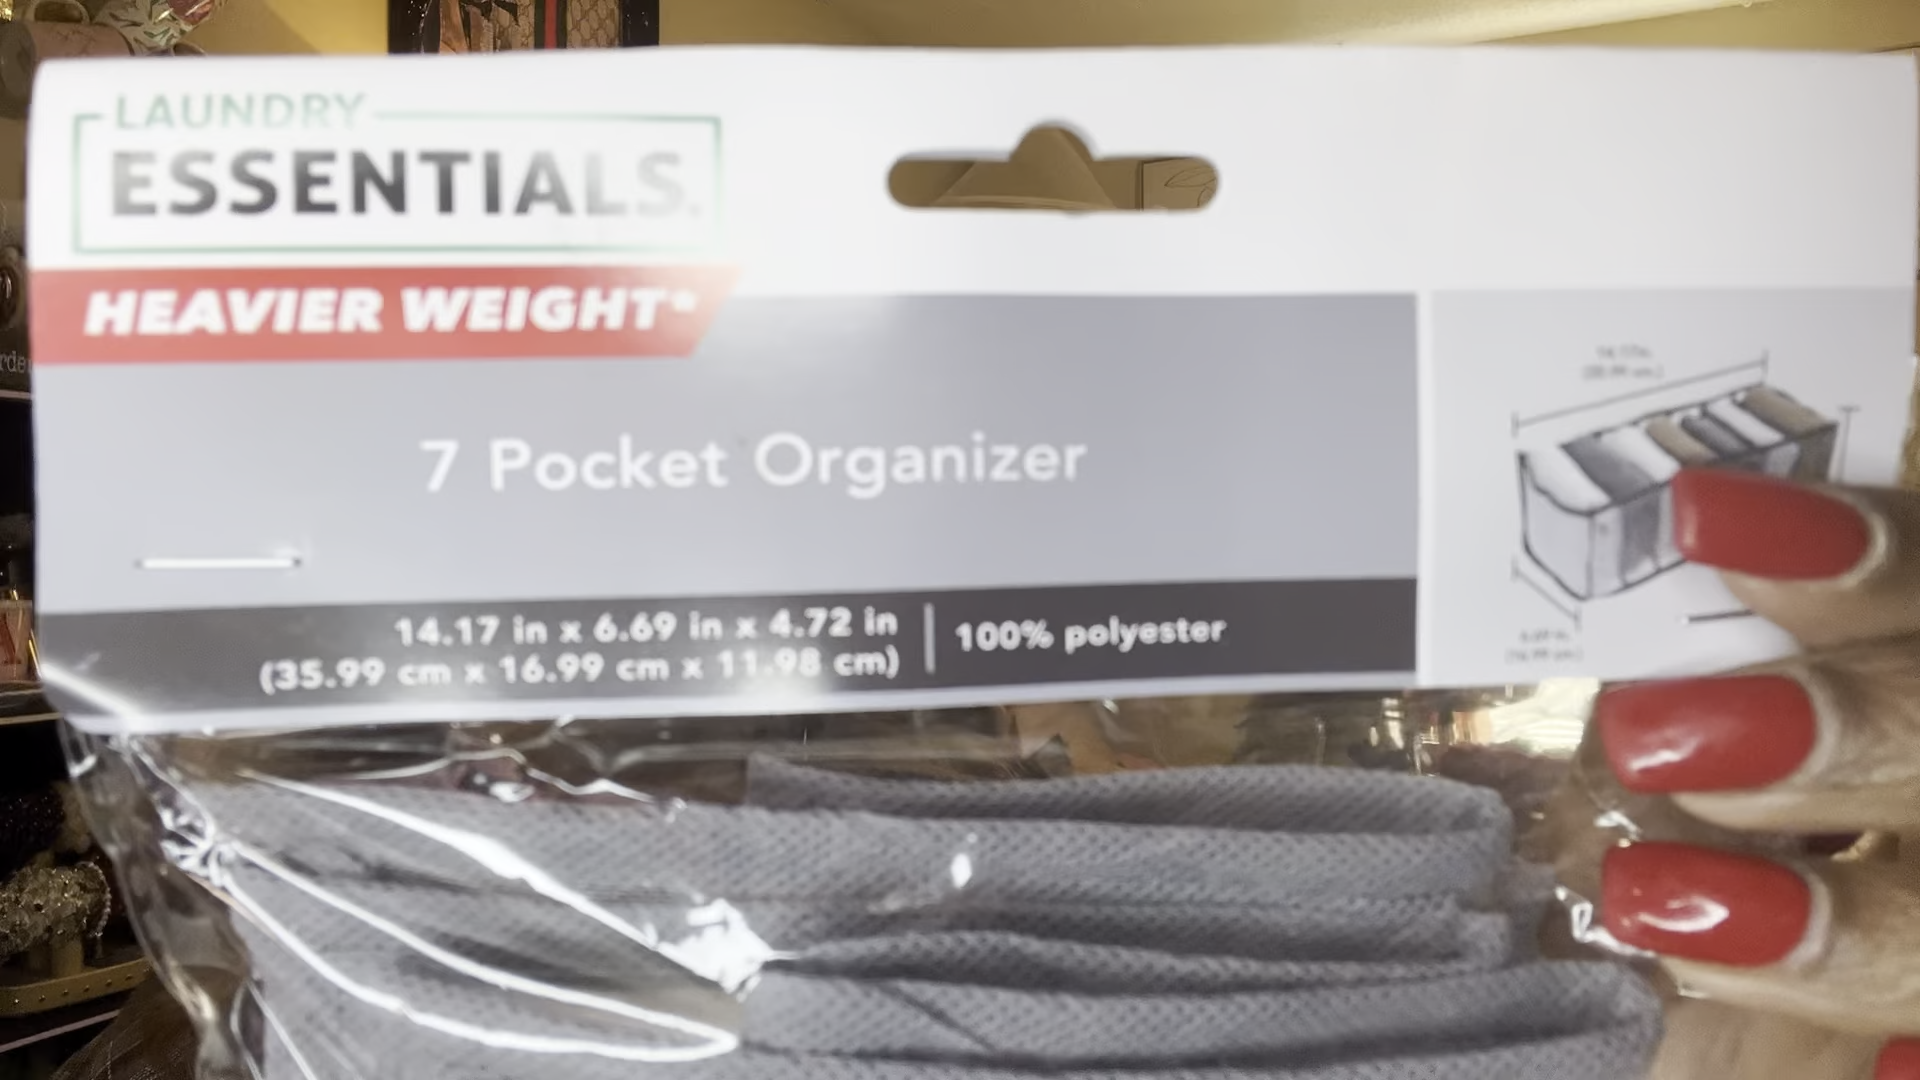 LAUNDRY
ESSENTIALS.
HEAVIER WEIGHT*
7 Pocket Organizer
14.17 in x 6.69 in x 4.72 in
(35.99 cm x 16.99 cm x 11.98 cm)
100% polyester